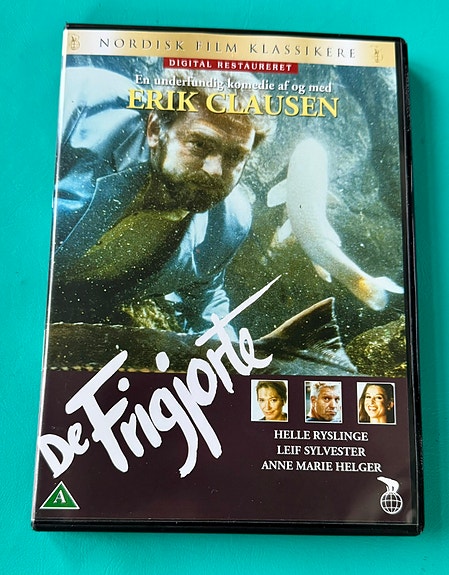 NORDISK FILM KLASSIKERE
DIGITAL RESTAURERET
En underfundig komedie af og med
ERIK CLAUSEN
De Frigjorte
HELLE RYSLINGE
LEIF SYLVESTER
ANNE MARIE HELGER
A